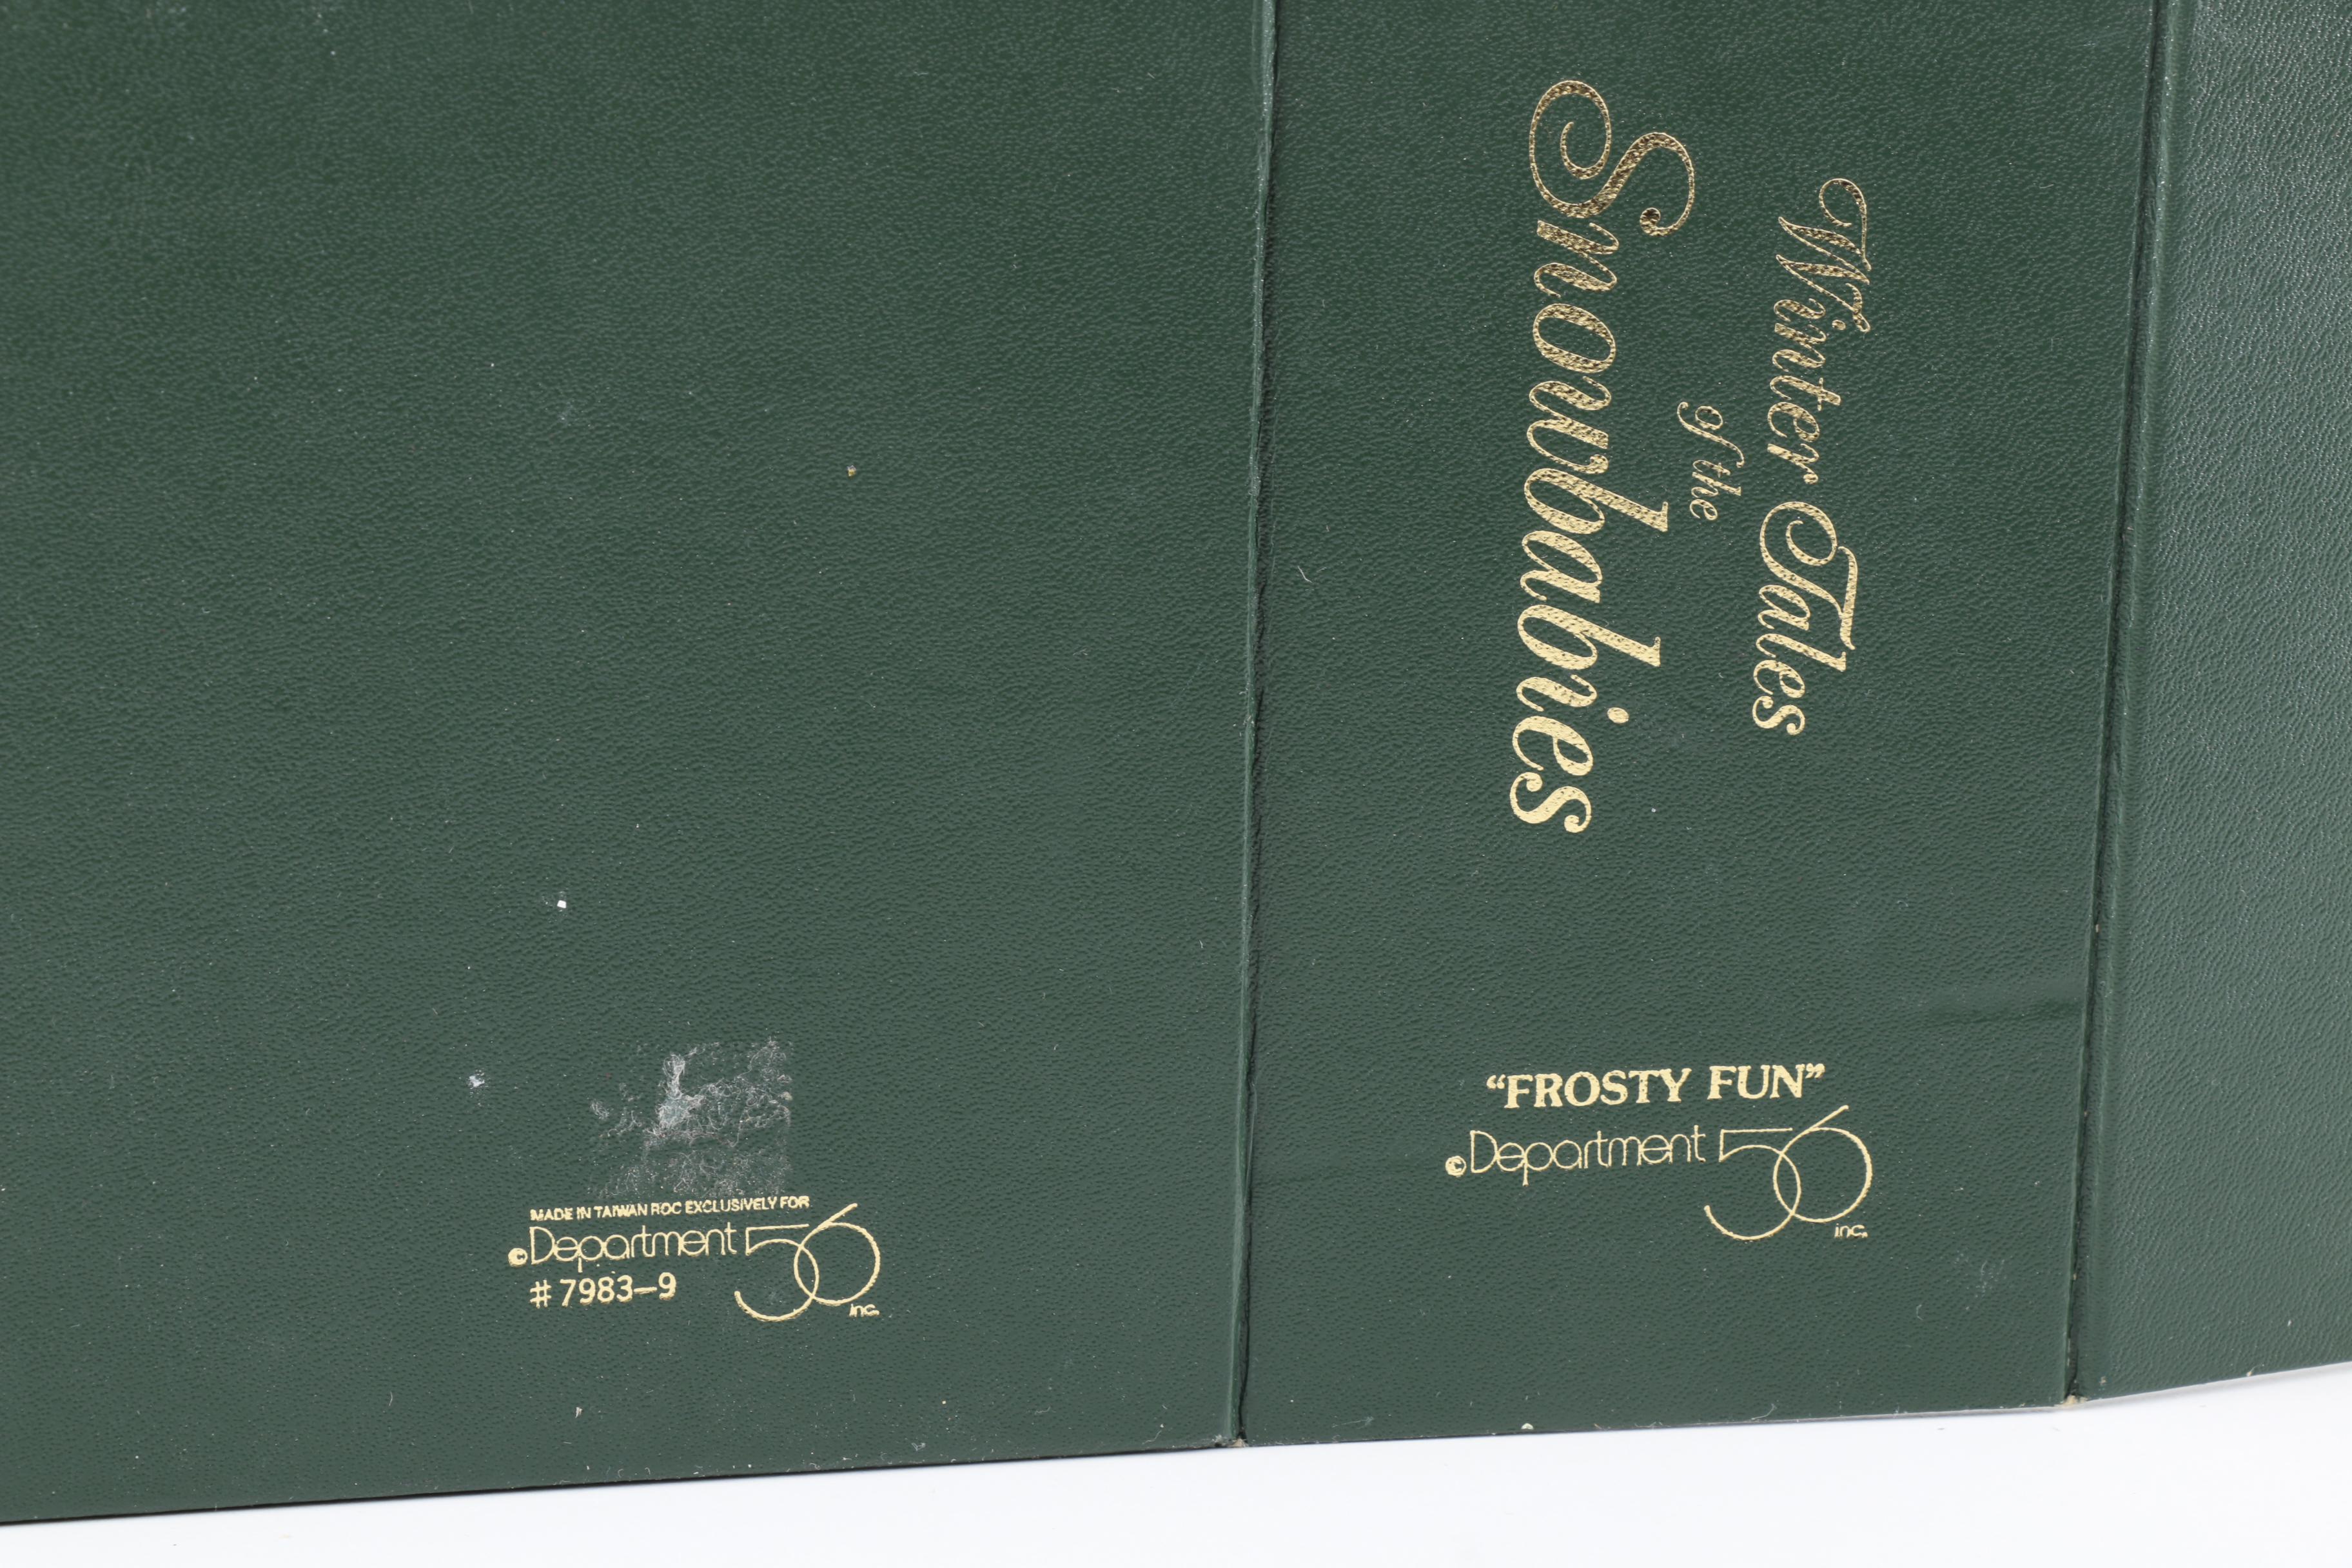 Winter Tales
of the
Snowbabies
“FROSTY FUN”
©Department 56
inc.
MADE IN TAIWAN ROC EXCLUSIVELY FOR
©Department 56
# 7983–9
inc.